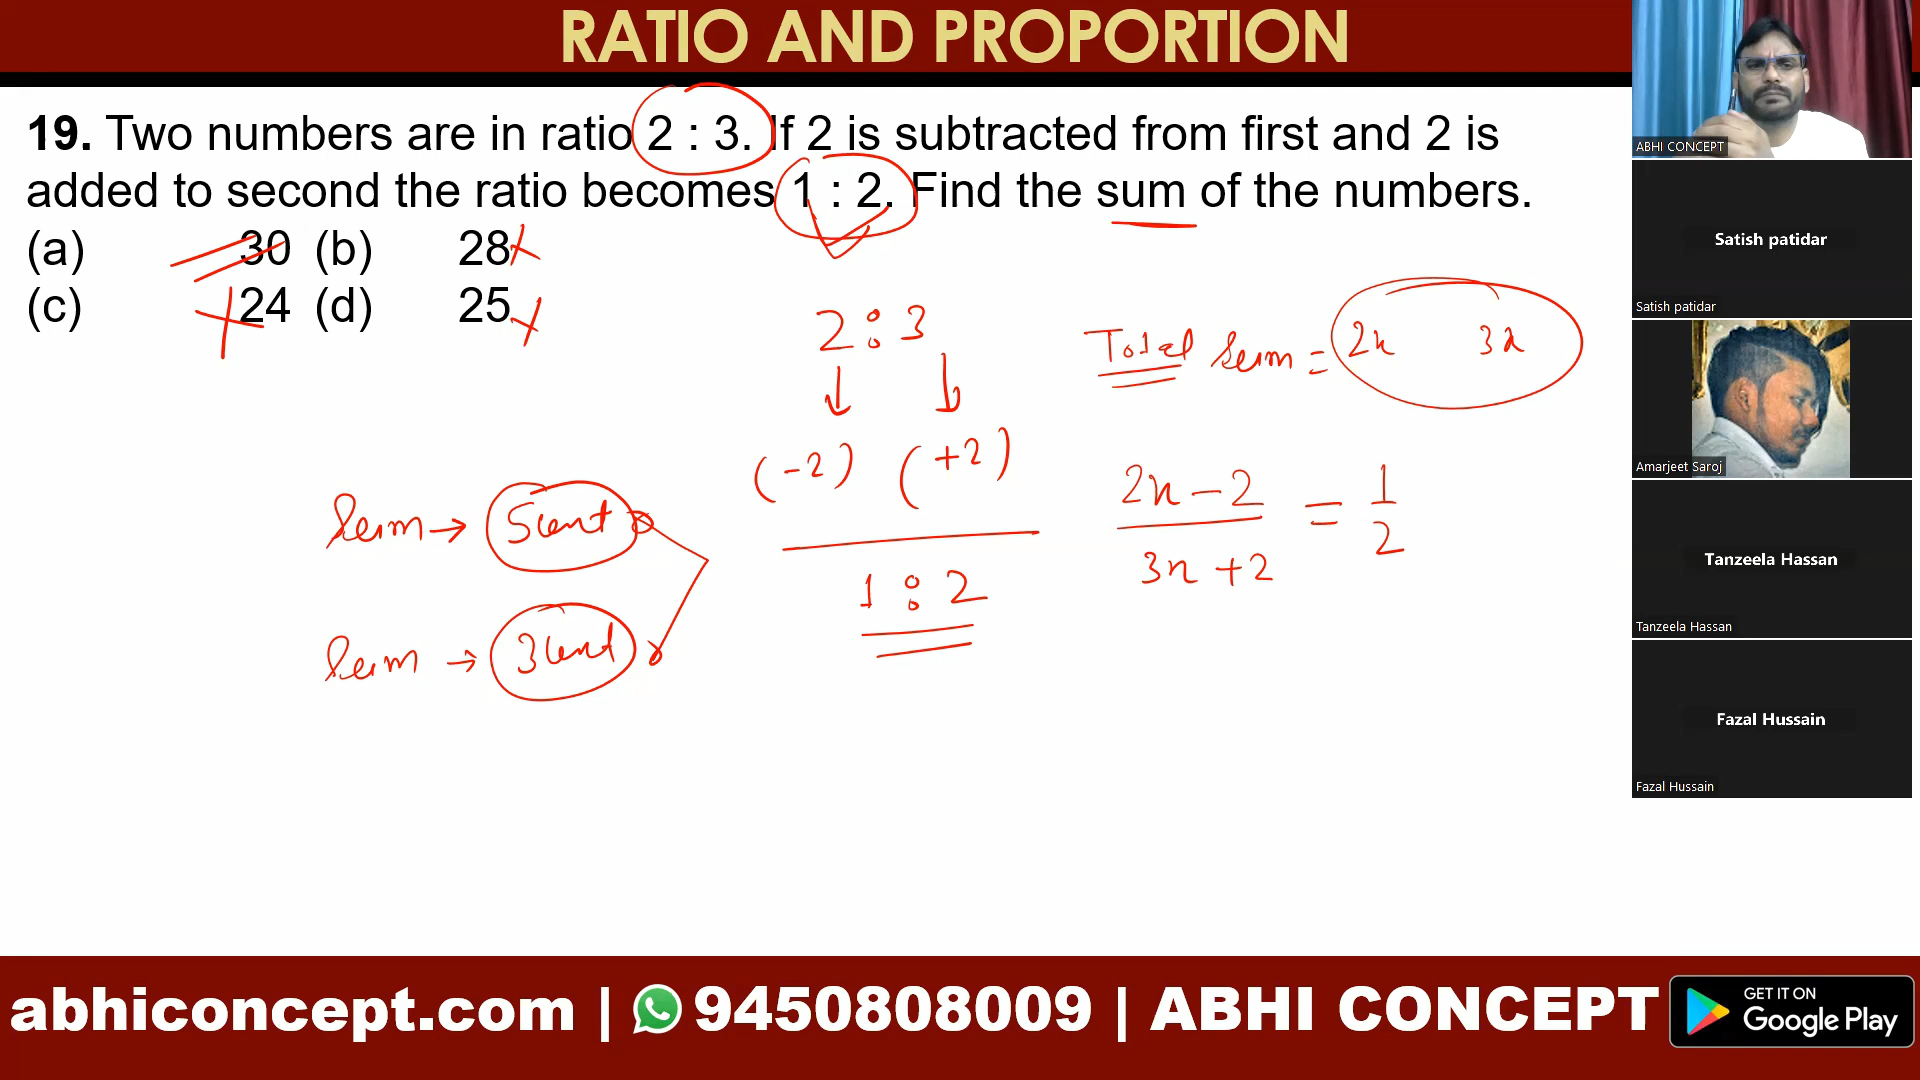 RATIO AND PROPORTION
19. Two numbers are in ratio 2 : 3. If 2 is subtracted from first and 2 is
added to second the ratio becomes 1 : 2. Find the sum of the numbers.
(a) 30 (b) 28
(c) 24 (d) 25
2 : 3
(-2) (+2)
1 : 2
Total = 2x 3x
2x - 2 = 1
3x + 2 2
ABHI CONCEPT
Satish patidar
Satish patidar
Amarjeet Saroj
Tanzeela Hassan
Tanzeela Hassan
Fazal Hussain
Fazal Hussain
abhiconcept.com | 9450808009 | ABHI CONCEPT
GET IT ON
Google Play